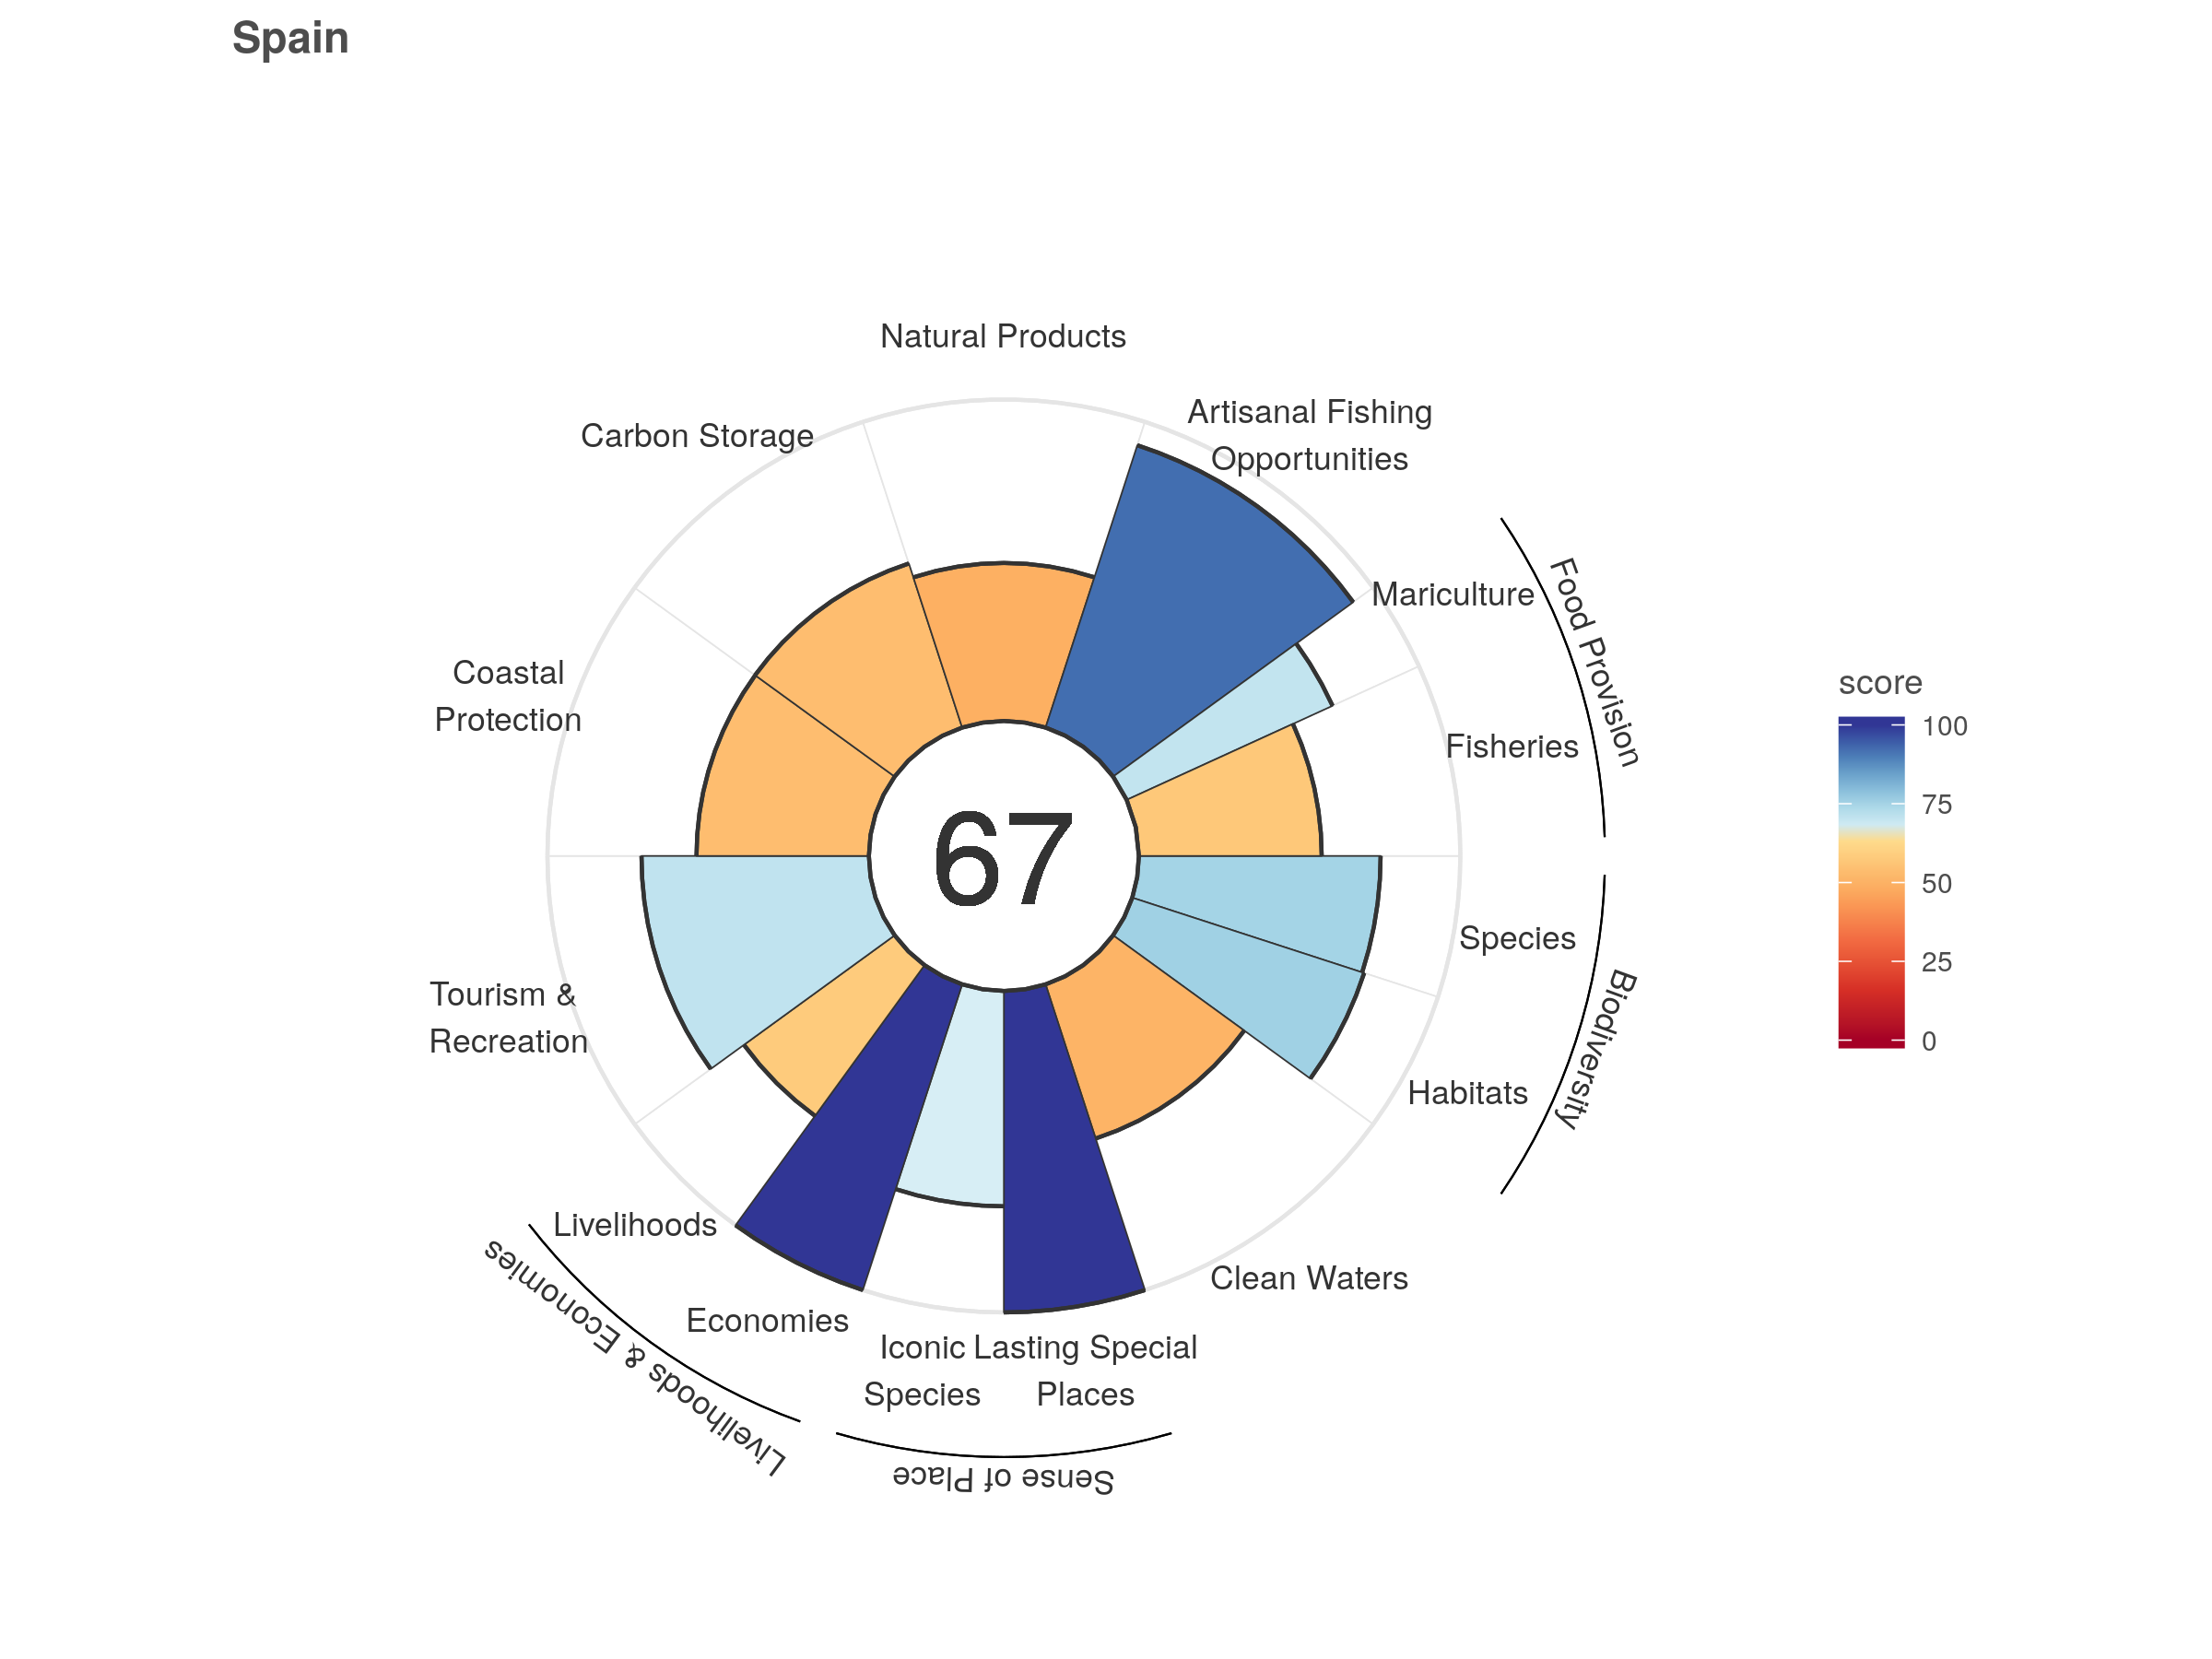 Spain
Natural Products
Artisanal Fishing
Opportunities
Carbon Storage
Mariculture
Food Provision
Coastal
Protection
Fisheries
67
Species
Biodiversity
Tourism &
Recreation
Habitats
Livelihoods
Livelihoods & Economies
Clean Waters
Economies
Iconic
Species
Lasting Special
Places
Sense of Place
score
100
75
50
25
0